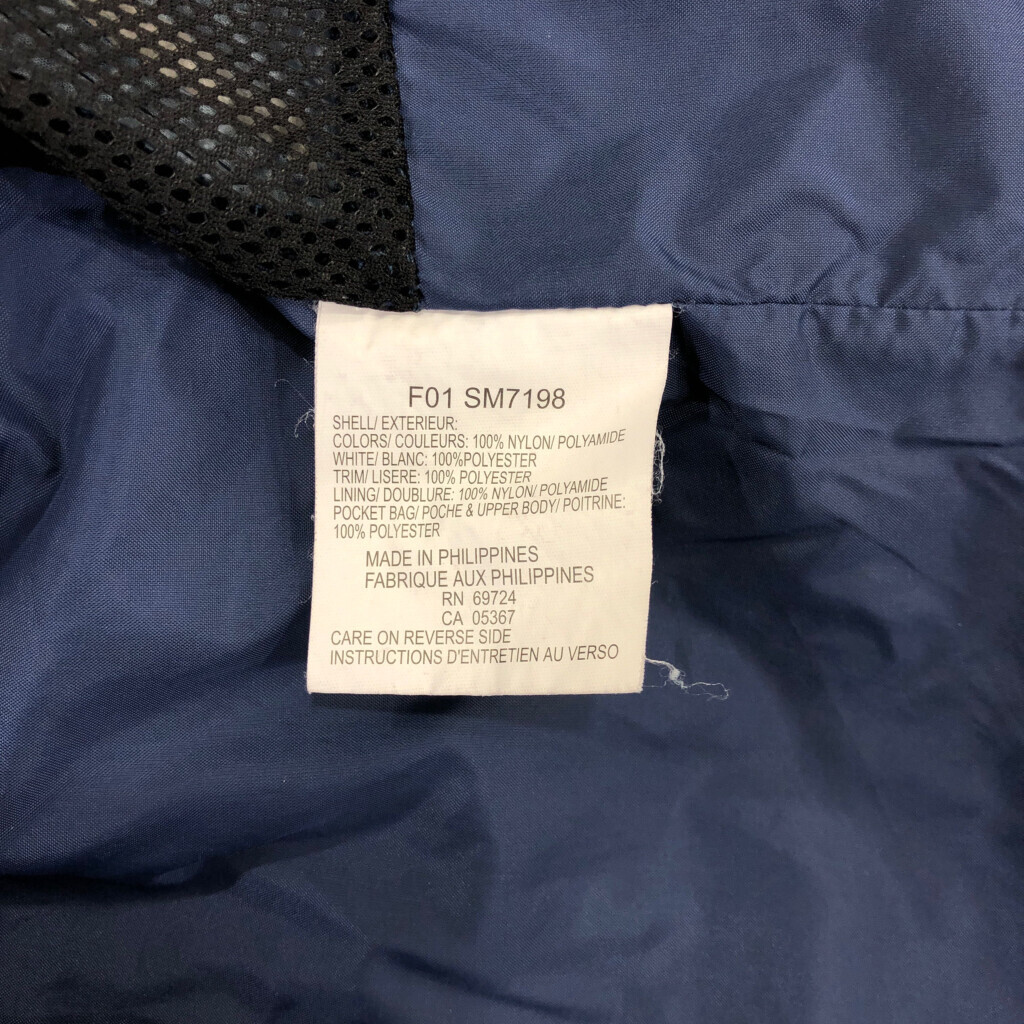 F01 SM7198
SHELL/ EXTERIEUR:
COLORS/ COULEURS: 100% NYLON/ POLYAMIDE
WHITE/ BLANC: 100%POLYESTER
TRIM/ LISERE: 100% POLYESTER
LINING/ DOUBLURE: 100% NYLON/ POLYAMIDE
POCKET BAG/ POCHE & UPPER BODY/ POITRINE:
100% POLYESTER
MADE IN PHILIPPINES
FABRIQUE AUX PHILIPPINES
RN 69724
CA 05367
CARE ON REVERSE SIDE
INSTRUCTIONS D'ENTRETIEN AU VERSO